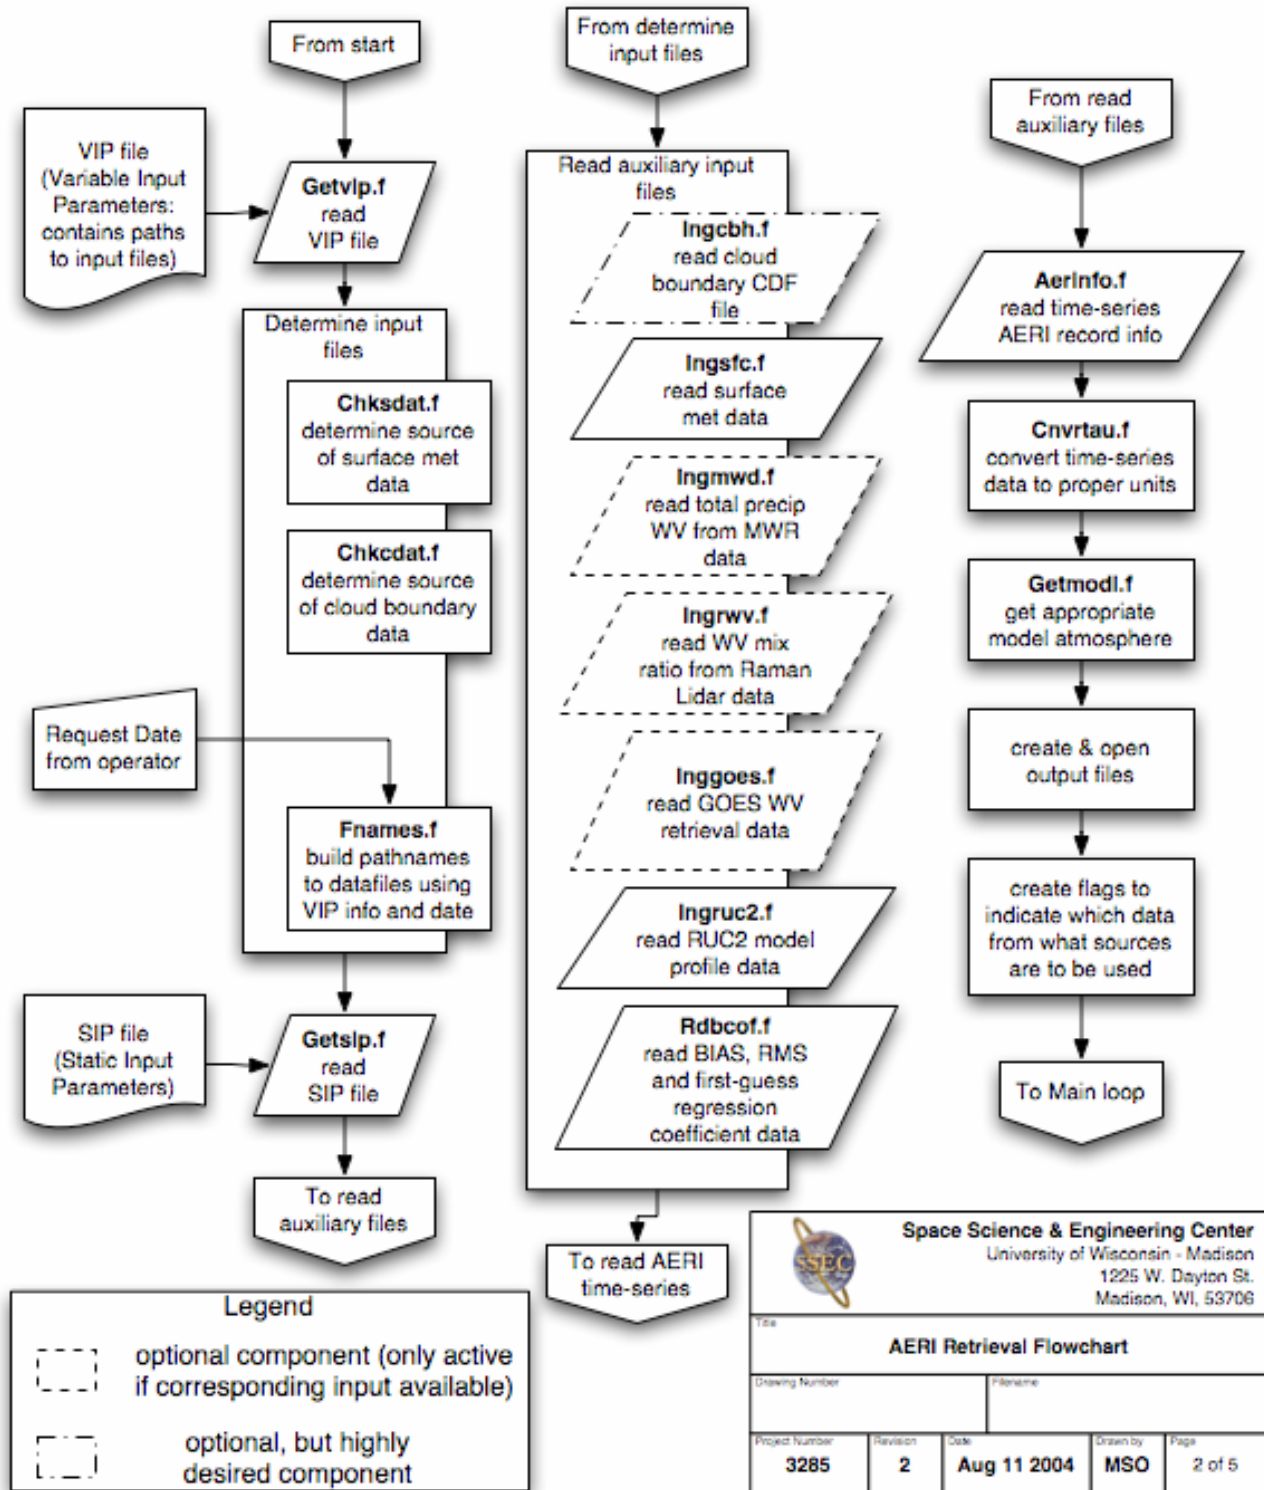 From start
VIP file
(Variable Input
Parameters:
contains paths
to input files)
Getvip.f
read
VIP file
Determine input
files
Chksdat.f
determine source
of surface met
data
Chkcdat.f
determine source
of cloud boundary
data
Request Date
from operator
Fnames.f
build pathnames
to datafiles using
VIP info and date
SIP file
(Static Input
Parameters)
Getsip.f
read
SIP file
To read
auxiliary files
From determine
input files
Read auxiliary input
files
Ingcbh.f
read cloud
boundary CDF
file
Ingsfc.f
read surface
met data
Ingmwd.f
read total precip
WV from MWR
data
Ingrwv.f
read WV mix
ratio from Raman
Lidar data
Inggoes.f
read GOES WV
retrieval data
Ingruc2.f
read RUC2 model
profile data
Rdbcof.f
read BIAS, RMS
and first-guess
regression
coefficient data
To read AERI
time-series
From read
auxiliary files
Aerinfo.f
read time-series
AERI record info
Cnvrtau.f
convert time-series
data to proper units
Getmodl.f
get appropriate
model atmosphere
create & open
output files
create flags to
indicate which data
from what sources
are to be used
To Main loop
Legend
optional component (only active
if corresponding input available)
optional, but highly
desired component
SSEC
Space Science & Engineering Center
University of Wisconsin - Madison
1225 W. Dayton St.
Madison, WI, 53706
Title
AERI Retrieval Flowchart
Drawing Number
Filename
Project Number
3285
Revision
2
Date
Aug 11 2004
Drawn by
MSO
Page
2 of 5